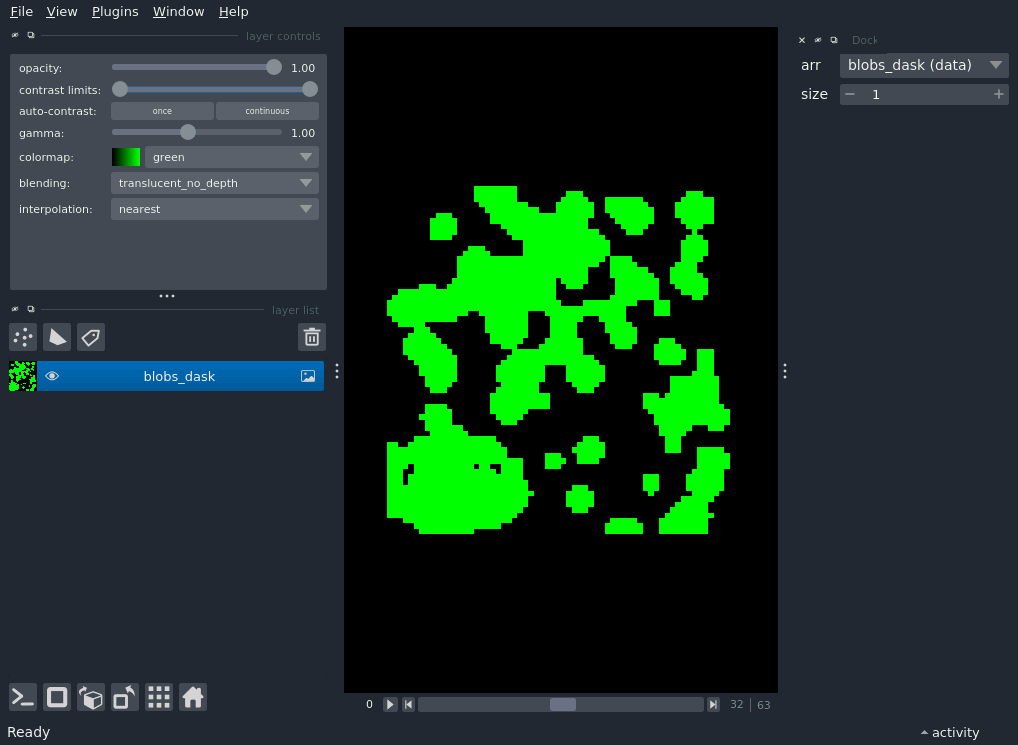 File View Plugins Window Help
layer controls
opacity: 1.00
contrast limits:
auto-contrast: once continuous
gamma: 1.00
colormap: green
blending: translucent_no_depth
interpolation: nearest
layer list
blobs_dask
0 32 63
Dock
arr blobs_dask (data)
size 1
Ready
activity